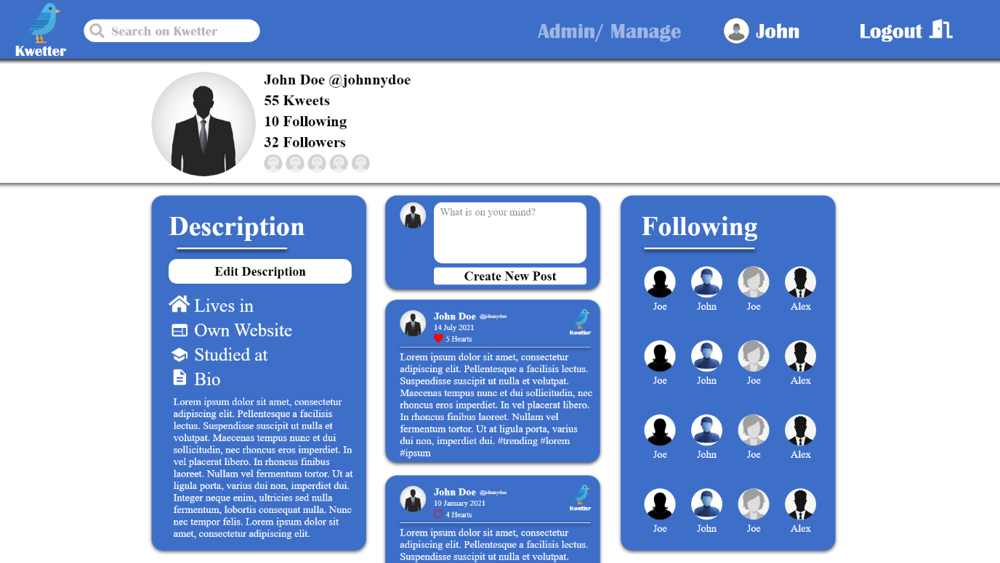 Kwetter
Search on Kwetter
Admin/ Manage
John
Logout
John Doe @johnnydoe
55 Kweets
10 Following
32 Followers
Description
Edit Description
Lives in
Own Website
Studied at
Bio
Lorem ipsum dolor sit amet, consectetur
adipiscing elit. Pellentesque a facilisis
lectus. Suspendisse suscipit ut nulla et
volutpat. Maecenas tempus nunc et dui
sollicitudin, nec rhoncus eros imperdiet. In
vel placerat libero. In rhoncus finibus
laoreet. Nullam vel fermentum tortor. Ut at
ligula porta, varius dui non, imperdiet dui.
Integer neque enim, ultricies sed nulla
fermentum, lobortis consequat nulla. Nunc
nec tempor felis. Lorem ipsum dolor sit
amet, consectetur adipiscing elit.
What is on your mind?
Create New Post
John Doe @johnnydoe
14 July 2021
5 Hearts
Kwetter
Lorem ipsum dolor sit amet, consectetur
adipiscing elit. Pellentesque a facilisis lectus.
Suspendisse suscipit ut nulla et volutpat.
Maecenas tempus nunc et dui sollicitudin, nec
rhoncus eros imperdiet. In vel placerat libero.
In rhoncus finibus laoreet. Nullam vel
fermentum tortor. Ut at ligula porta, varius
dui non, imperdiet dui. #trending #lorem
#ipsum
John Doe @johnnydoe
10 January 2021
4 Hearts
Kwetter
Lorem ipsum dolor sit amet, consectetur
adipiscing elit. Pellentesque a facilisis lectus.
Suspendisse suscipit ut nulla et volutpat.
Following
Joe John Joe Alex
Joe John Joe Alex
Joe John Joe Alex
Joe John Joe Alex